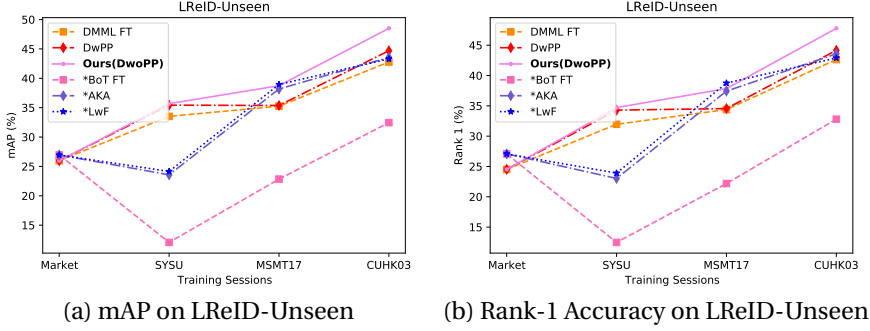 LReID-Unseen
50
45
40
35
30
25
20
15
mAP (%)
DMML FT
DwPP
Ours(DwoPP)
*BoT FT
*AKA
*LwF
Market
SYSU
MSMT17
CUHK03
Training Sessions
(a) mAP on LReID-Unseen
LReID-Unseen
45
40
35
30
25
20
15
Rank 1 (%)
DMML FT
DwPP
Ours(DwoPP)
*BoT FT
*AKA
*LwF
Market
SYSU
MSMT17
CUHK03
Training Sessions
(b) Rank-1 Accuracy on LReID-Unseen